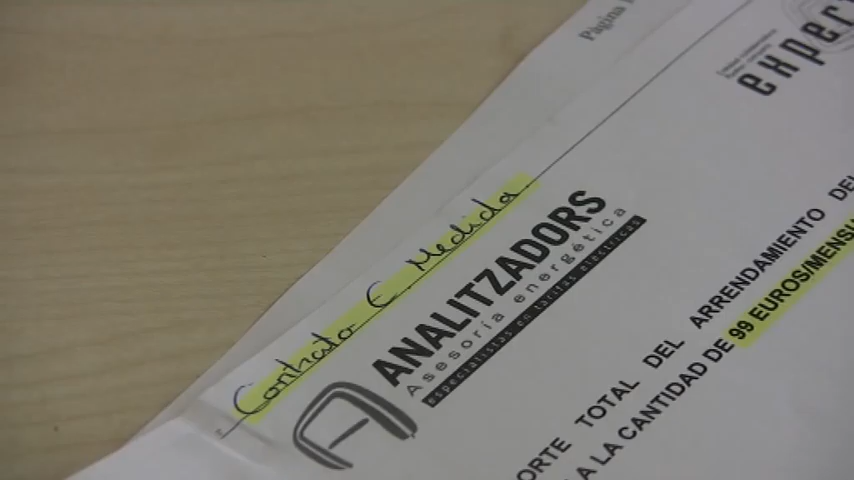 Página
expert
Contrato E. Medida
ANALITZADORS
Asesoría energética
especialistas en tarifas eléctricas
ORTE TOTAL DEL ARRENDAMIENTO DEL
A LA CANTIDAD DE 99 EUROS/MENSU